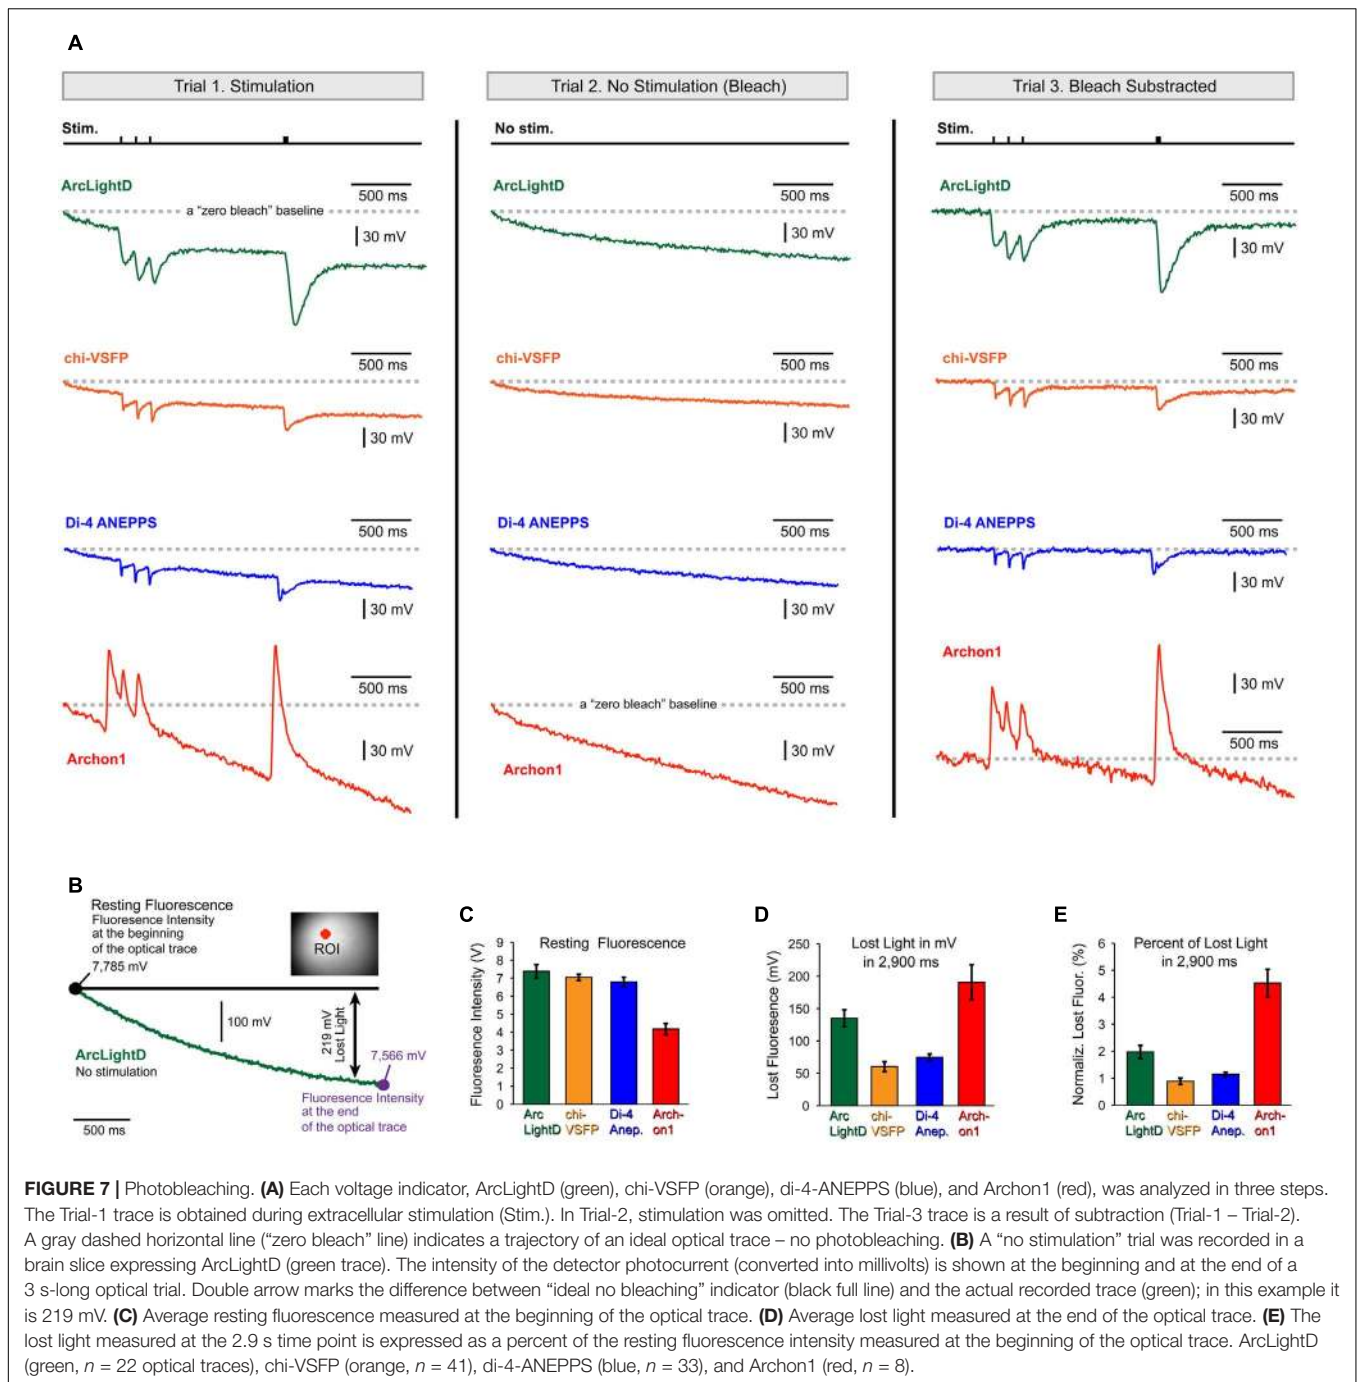 A
Trial 1. Stimulation
Trial 2. No Stimulation (Bleach)
Trial 3. Bleach Substracted
Stim.
No stim.
Stim.
ArcLightD
500 ms
a "zero bleach" baseline
30 mV
ArcLightD
500 ms
30 mV
ArcLightD
500 ms
30 mV
chi-VSFP
500 ms
30 mV
chi-VSFP
500 ms
30 mV
chi-VSFP
500 ms
30 mV
Di-4 ANEPPS
500 ms
30 mV
Di-4 ANEPPS
500 ms
30 mV
Di-4 ANEPPS
500 ms
30 mV
500 ms
30 mV
Archon1
500 ms
a "zero bleach" baseline
30 mV
Archon1
Archon1
30 mV
500 ms
B
Resting Fluorescence
Fluoresence Intensity
at the beginning
of the optical trace
7,785 mV
ROI
100 mV
219 mV
Lost Light
ArcLightD
No stimulation
7,566 mV
Fluoresence Intensity
at the end
of the optical trace
500 ms
C
Resting Fluoresence
Fluoresence Intensity (V)
9
8
7
6
5
4
3
2
1
0
Arc chi- Di-4 Arch-
LightD VSFP Anep. on1
D
Lost Light in mV
in 2,900 ms
Lost Fluoresence (mV)
250
200
150
100
50
0
Arc chi- Di-4 Arch-
LightD VSFP Anep. on1
E
Percent of Lost Light
in 2,900 ms
Normaliz. Lost Fluor. (%)
6
5
4
3
2
1
0
Arc chi- Di-4 Arch-
LightD VSFP Anep. on1
FIGURE 7 | Photobleaching. (A) Each voltage indicator, ArcLightD (green), chi-VSFP (orange), di-4-ANEPPS (blue), and Archon1 (red), was analyzed in three steps.
The Trial-1 trace is obtained during extracellular stimulation (Stim.). In Trial-2, stimulation was omitted. The Trial-3 trace is a result of subtraction (Trial-1 – Trial-2).
A gray dashed horizontal line ("zero bleach" line) indicates a trajectory of an ideal optical trace – no photobleaching. (B) A "no stimulation" trial was recorded in a
brain slice expressing ArcLightD (green trace). The intensity of the detector photocurrent (converted into millivolts) is shown at the beginning and at the end of a
3 s-long optical trial. Double arrow marks the difference between "ideal no bleaching" indicator (black full line) and the actual recorded trace (green); in this example it
is 219 mV. (C) Average resting fluorescence measured at the beginning of the optical trace. (D) Average lost light measured at the end of the optical trace. (E) The
lost light measured at the 2.9 s time point is expressed as a percent of the resting fluorescence intensity measured at the beginning of the optical trace. ArcLightD
(green, n = 22 optical traces), chi-VSFP (orange, n = 41), di-4-ANEPPS (blue, n = 33), and Archon1 (red, n = 8).